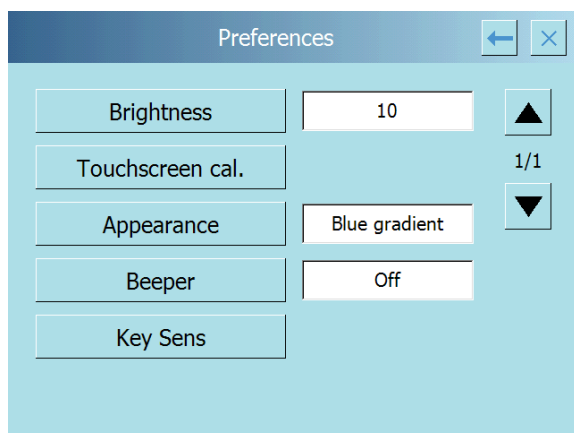 Preferences
Brightness 10
Touchscreen cal. 1/1
Appearance Blue gradient
Beeper Off
Key Sens